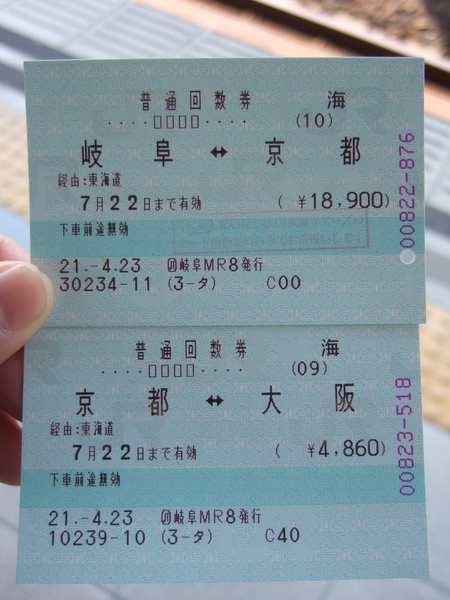 普通回数券 海
····□□□□···· (10)
岐阜 ↔ 京都
経由:東海道
7月22日まで有効 ( ¥18,900)
下車前途無効
21.-4.23 ㊞岐阜MR8発行
30234-11 (3-タ) C00
00822-876
普通回数券 海
····□□□□···· (09)
京都 ↔ 大阪
経由:東海道
7月22日まで有効 ( ¥4,860)
下車前途無効
21.-4.23 ㊞岐阜MR8発行
10239-10 (3-タ) C40
00823-518